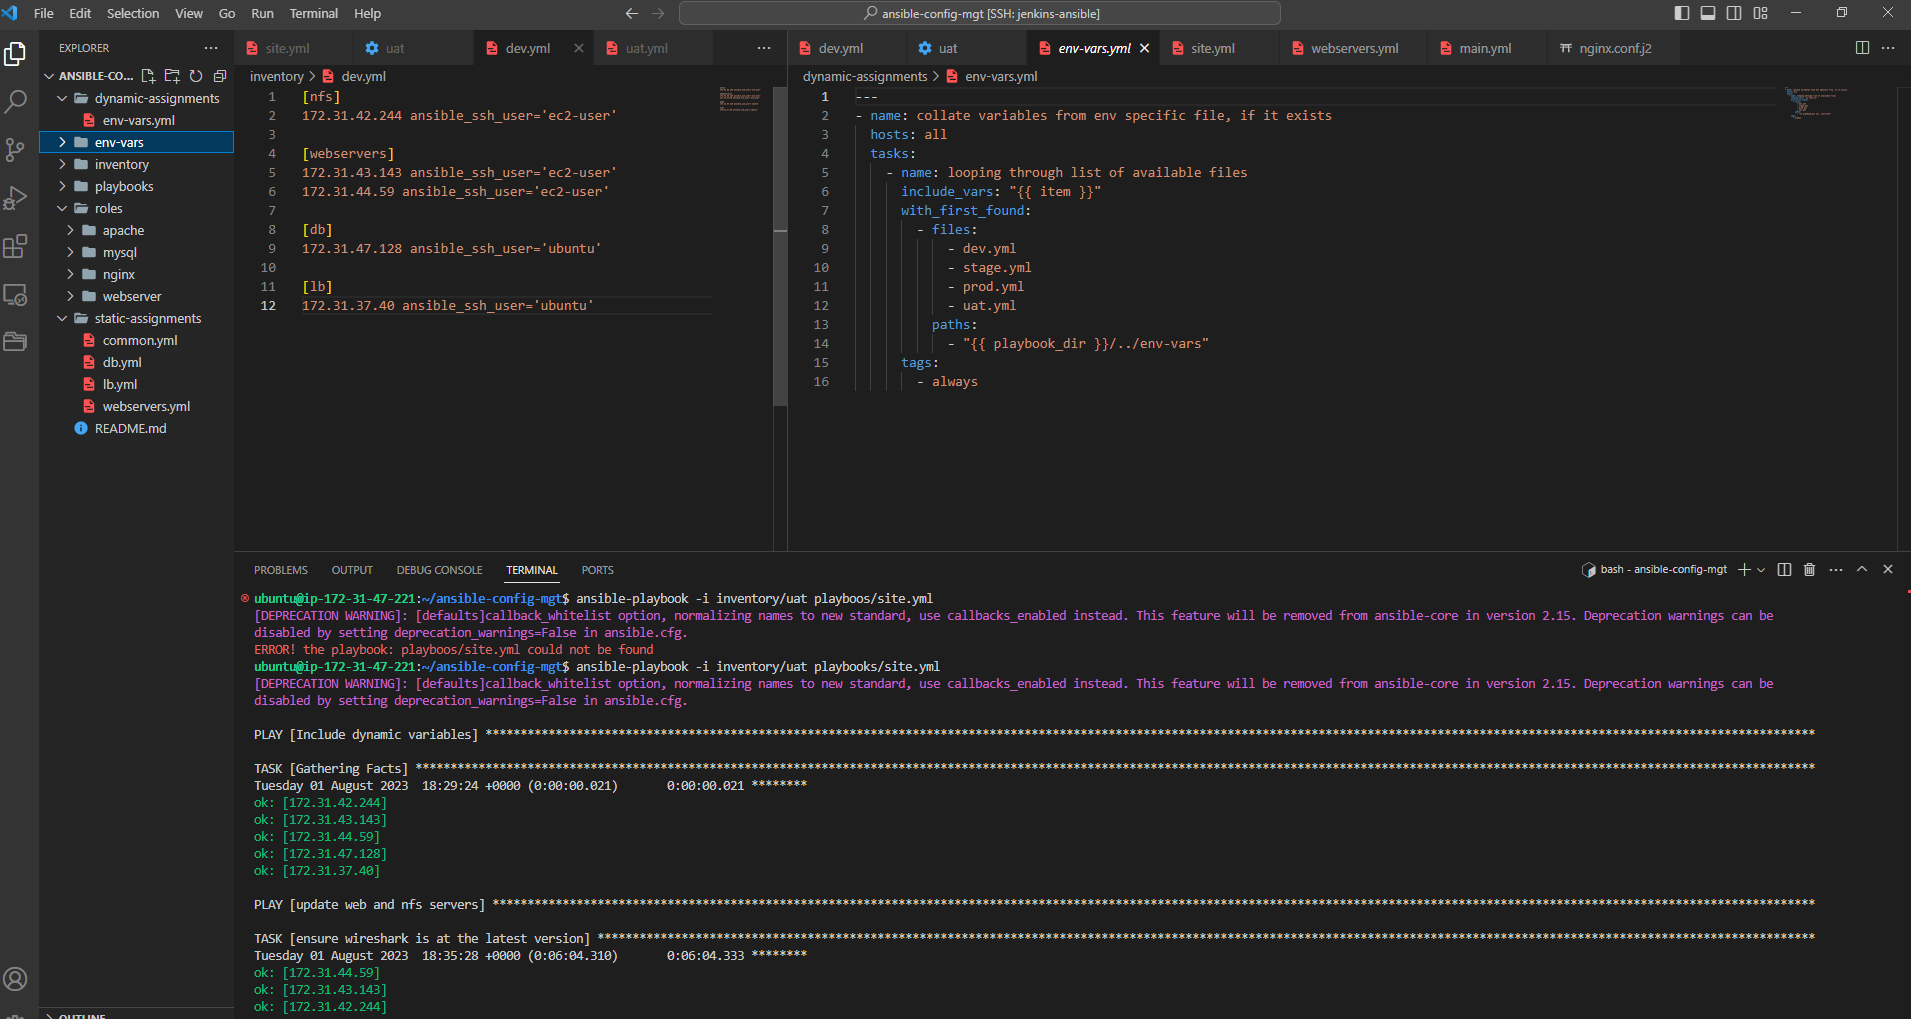 File Edit Selection View Go Run Terminal Help
ansible-config-mgt [SSH: jenkins-ansible]
EXPLORER
ANSIBLE-CO...
dynamic-assignments
env-vars.yml
env-vars
inventory
playbooks
roles
apache
mysql
nginx
webserver
static-assignments
common.yml
db.yml
lb.yml
webservers.yml
README.md
OUTLINE
site.yml uat dev.yml uat.yml
inventory > dev.yml
1 [nfs]
2 172.31.42.244 ansible_ssh_user='ec2-user'
3
4 [webservers]
5 172.31.43.143 ansible_ssh_user='ec2-user'
6 172.31.44.59 ansible_ssh_user='ec2-user'
7
8 [db]
9 172.31.47.128 ansible_ssh_user='ubuntu'
10
11 [lb]
12 172.31.37.40 ansible_ssh_user='ubuntu'
dev.yml uat env-vars.yml site.yml webservers.yml main.yml nginx.conf.j2
dynamic-assignments > env-vars.yml
1 ---
2 - name: collate variables from env specific file, if it exists
3 hosts: all
4 tasks:
5 - name: looping through list of available files
6 include_vars: "{{ item }}"
7 with_first_found:
8 - files:
9 - dev.yml
10 - stage.yml
11 - prod.yml
12 - uat.yml
13 paths:
14 - "{{ playbook_dir }}/../env-vars"
15 tags:
16 - always
PROBLEMS OUTPUT DEBUG CONSOLE TERMINAL PORTS
bash - ansible-config-mgt
ubuntu@ip-172-31-47-221:~/ansible-config-mgt$ ansible-playbook -i inventory/uat playboos/site.yml
[DEPRECATION WARNING]: [defaults]callback_whitelist option, normalizing names to new standard, use callbacks_enabled instead. This feature will be removed from ansible-core in version 2.15. Deprecation warnings can be
disabled by setting deprecation_warnings=False in ansible.cfg.
ERROR! the playbook: playboos/site.yml could not be found
ubuntu@ip-172-31-47-221:~/ansible-config-mgt$ ansible-playbook -i inventory/uat playbooks/site.yml
[DEPRECATION WARNING]: [defaults]callback_whitelist option, normalizing names to new standard, use callbacks_enabled instead. This feature will be removed from ansible-core in version 2.15. Deprecation warnings can be
disabled by setting deprecation_warnings=False in ansible.cfg.
PLAY [Include dynamic variables] ****
TASK [Gathering Facts] ****
Tuesday 01 August 2023 18:29:24 +0000 (0:00:00.021) 0:00:00.021 ********
ok: [172.31.42.244]
ok: [172.31.43.143]
ok: [172.31.44.59]
ok: [172.31.47.128]
ok: [172.31.37.40]
PLAY [update web and nfs servers] ****
TASK [ensure wireshark is at the latest version] ****
Tuesday 01 August 2023 18:35:28 +0000 (0:06:04.310) 0:06:04.333 ********
ok: [172.31.44.59]
ok: [172.31.43.143]
ok: [172.31.42.244]